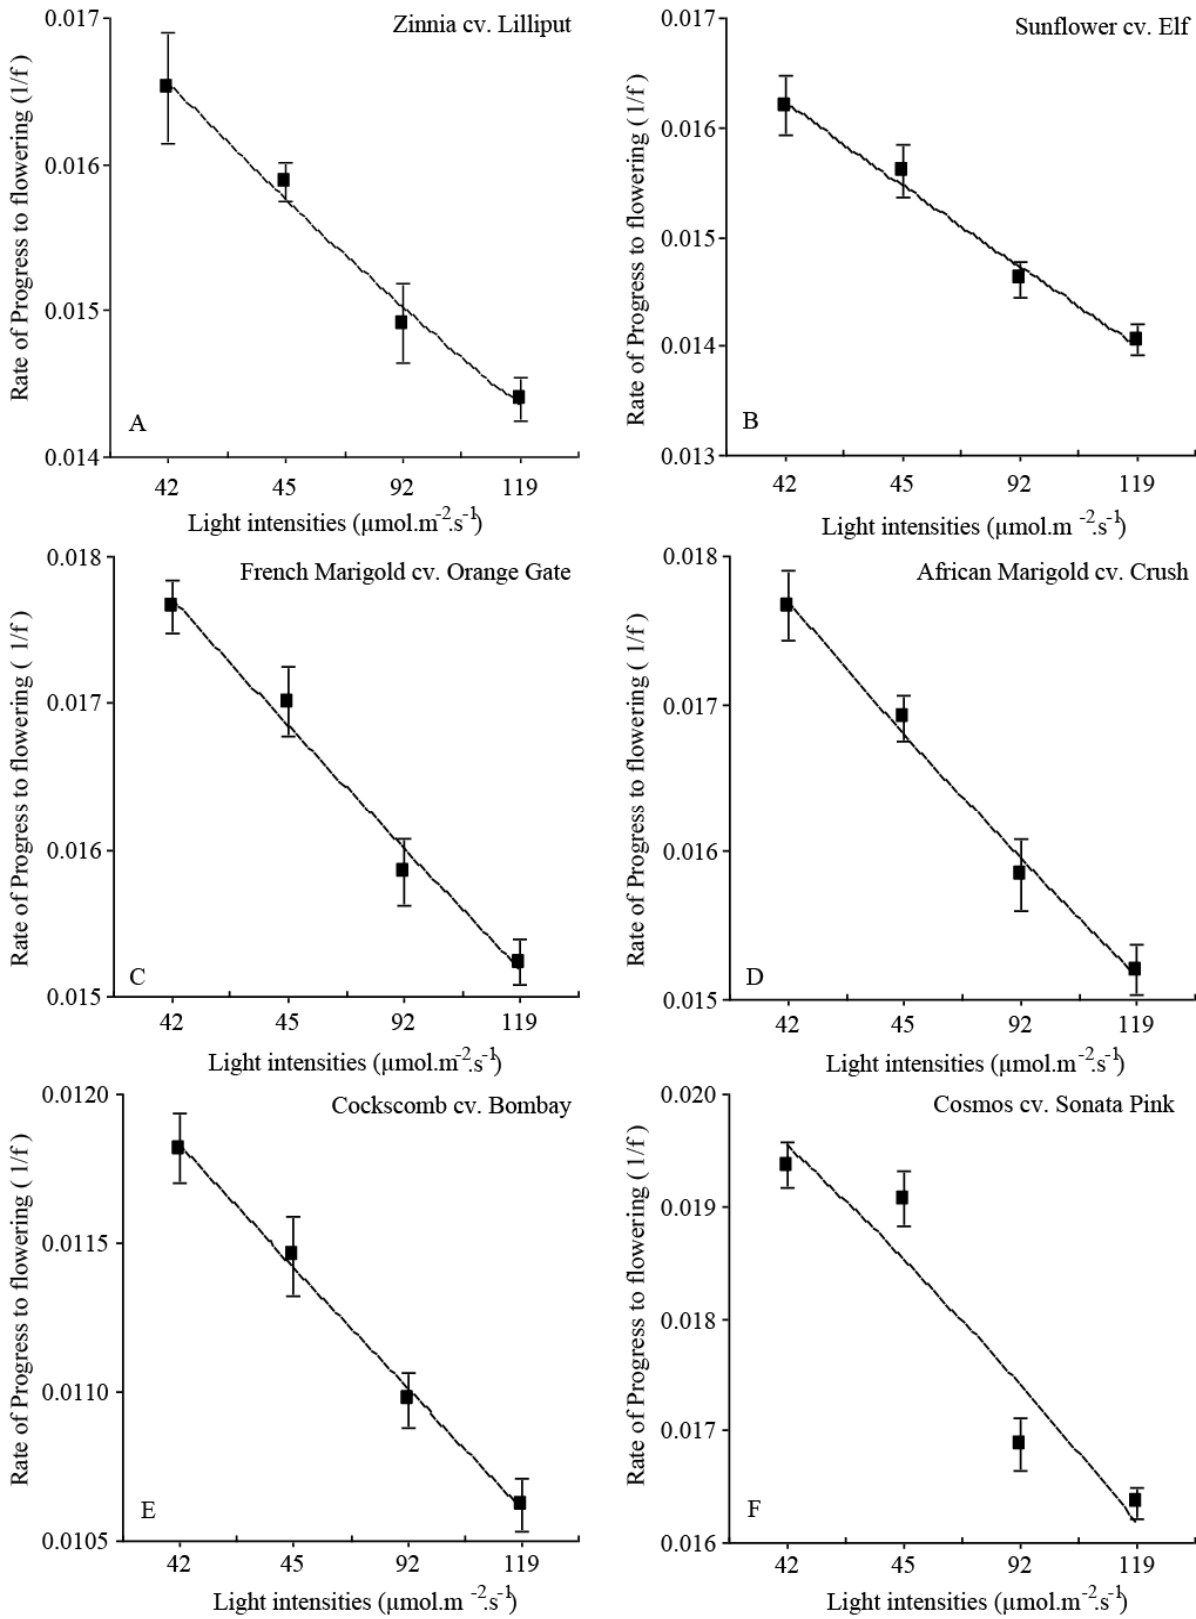 Zinnia cv. Lilliput
Rate of Progress to flowering (1/f)
0.017
0.016
0.015
0.014
A
42 45 92 119
Light intensities (µmol.m⁻².s⁻¹)
Sunflower cv. Elf
Rate of Progress to flowering (1/f )
0.017
0.016
0.015
0.014
0.013
B
42 45 92 119
Light intensities (µmol.m ⁻².s⁻¹)
French Marigold cv. Orange Gate
Rate of Progress to flowering ( 1/f )
0.018
0.017
0.016
0.015
C
42 45 92 119
Light intensities (µmol.m⁻².s⁻¹)
African Marigold cv. Crush
Rate of Progress to flowering ( 1/f )
0.018
0.017
0.016
0.015
D
42 45 92 119
Light intensities (µmol.m⁻².s⁻¹)
Cockscomb cv. Bombay
Rate of Progress to flowering ( 1/f )
0.0120
0.0115
0.0110
0.0105
E
42 45 92 119
Light intensities (µmol.m ⁻².s⁻¹)
Cosmos cv. Sonata Pink
Rate of Progress to flowering ( 1/f )
0.020
0.019
0.018
0.017
0.016
F
42 45 92 119
Light intensities (µmol.m ⁻².s⁻¹)